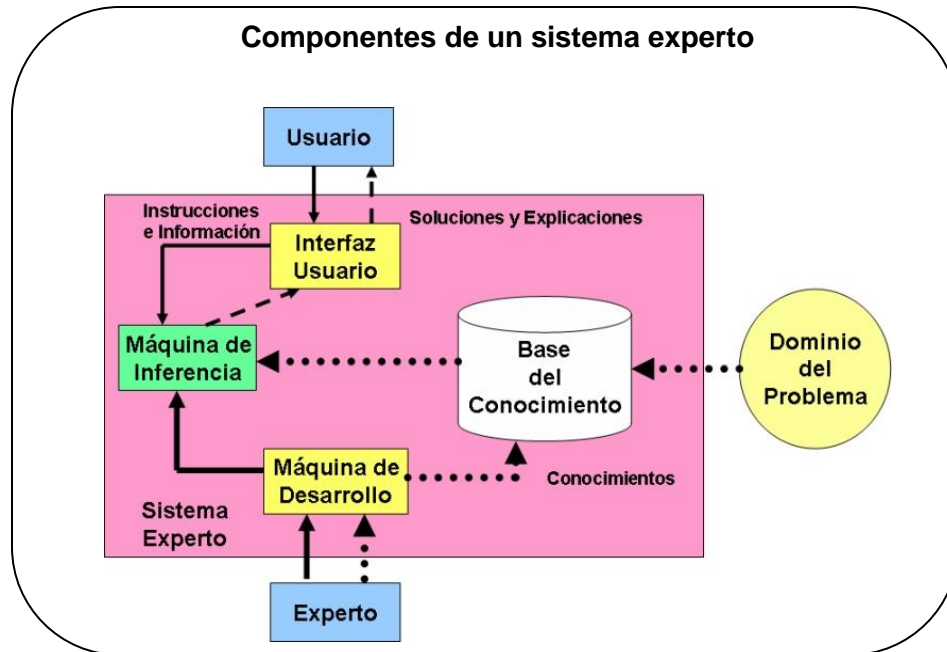 Componentes de un sistema experto
Usuario
Instrucciones
e Información
Soluciones y Explicaciones
Interfaz
Usuario
Máquina de
Inferencia
Base
del
Conocimiento
Dominio
del
Problema
Máquina de
Desarrollo
Conocimientos
Sistema
Experto
Experto